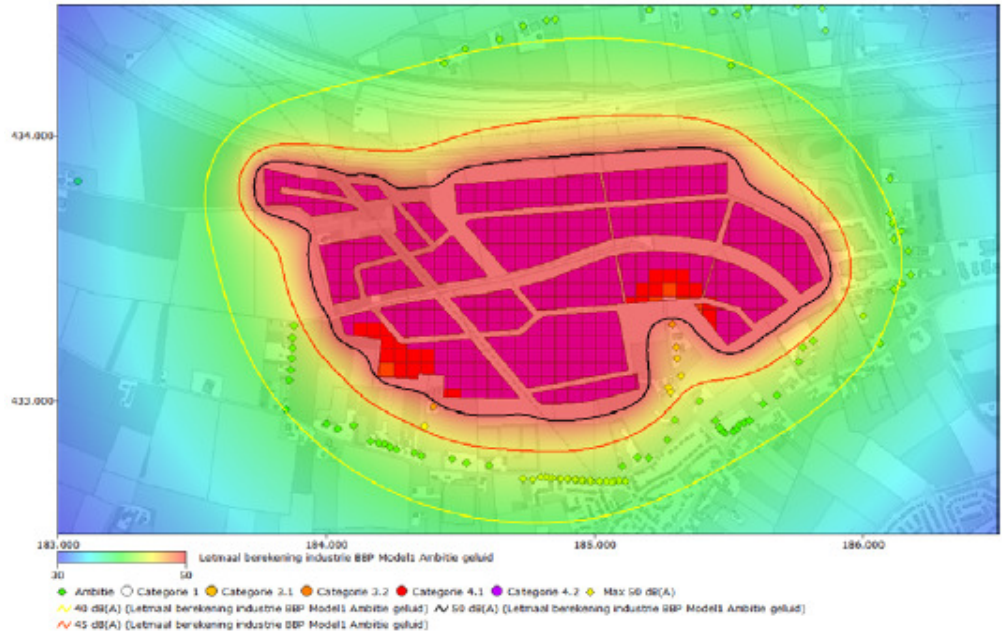 434.000
433.000
183.000 184.000 185.000 186.000
Letmaal berekening industrie BBP Model1 Ambitie geluid
30 50
Ambitie Categorie 1 Categorie 3.1 Categorie 3.2 Categorie 4.1 Categorie 4.2 Max 50 dB(A)
40 dB(A) (Letmaal berekening industrie BBP Model1 Ambitie geluid) 50 dB(A) (Letmaal berekening industrie BBP Model1 Ambitie geluid)
45 dB(A) (Letmaal berekening industrie BBP Model1 Ambitie geluid)